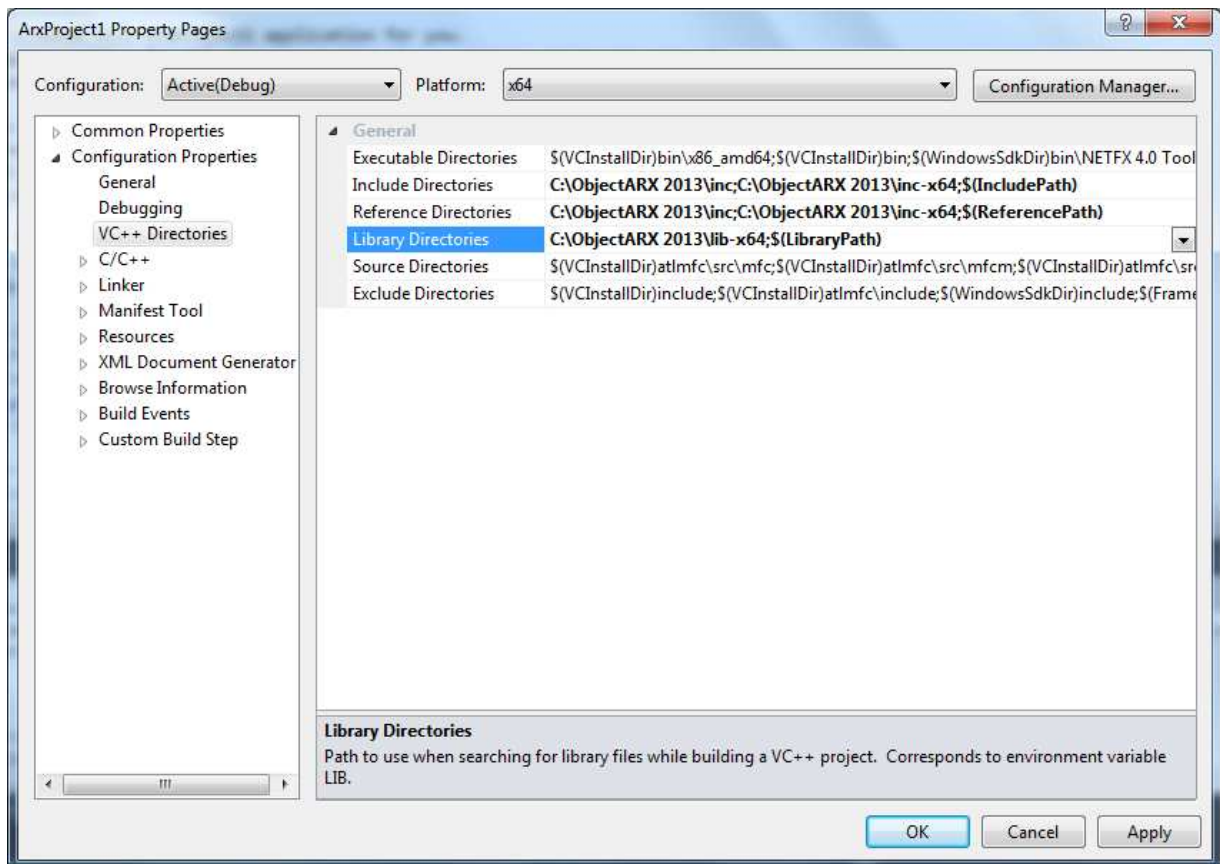 ArxProject1 Property Pages
Configuration: Active(Debug) Platform: x64 Configuration Manager...
Common Properties
Configuration Properties
General
Debugging
VC++ Directories
C/C++
Linker
Manifest Tool
Resources
XML Document Generator
Browse Information
Build Events
Custom Build Step
General
Executable Directories $(VCInstallDir)bin\x86_amd64;$(VCInstallDir)bin;$(WindowsSdkDir)bin\NETFX 4.0 Tool
Include Directories C:\ObjectARX 2013\inc;C:\ObjectARX 2013\inc-x64;$(IncludePath)
Reference Directories C:\ObjectARX 2013\inc;C:\ObjectARX 2013\inc-x64;$(ReferencePath)
Library Directories C:\ObjectARX 2013\lib-x64;$(LibraryPath)
Source Directories $(VCInstallDir)atlmfc\src\mfc;$(VCInstallDir)atlmfc\src\mfcm;$(VCInstallDir)atlmfc\sr
Exclude Directories $(VCInstallDir)include;$(VCInstallDir)atlmfc\include;$(WindowsSdkDir)include;$(Frame
Library Directories
Path to use when searching for library files while building a VC++ project. Corresponds to environment variable
LIB.
OK Cancel Apply